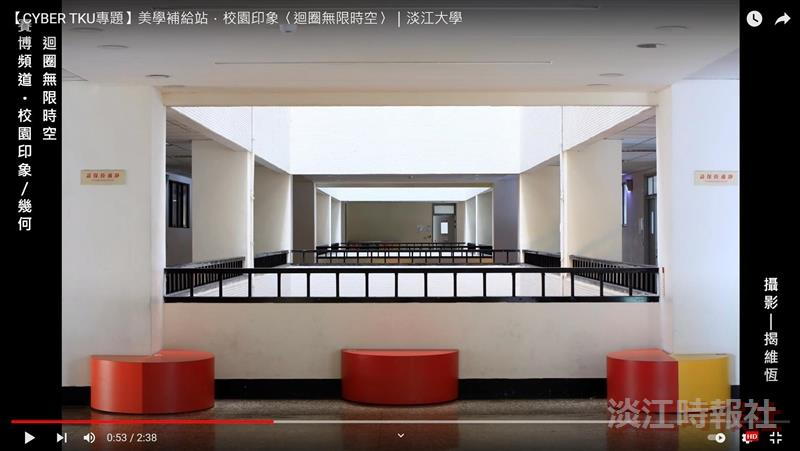 【CYBER TKU專題】美學補給站．校園印象〈迴圈無限時空〉｜淡江大學
迴圈無限時空
賽博頻道・校園印象/幾何
攝影—揭維恆
淡江時報社
0:53 / 2:38
HD